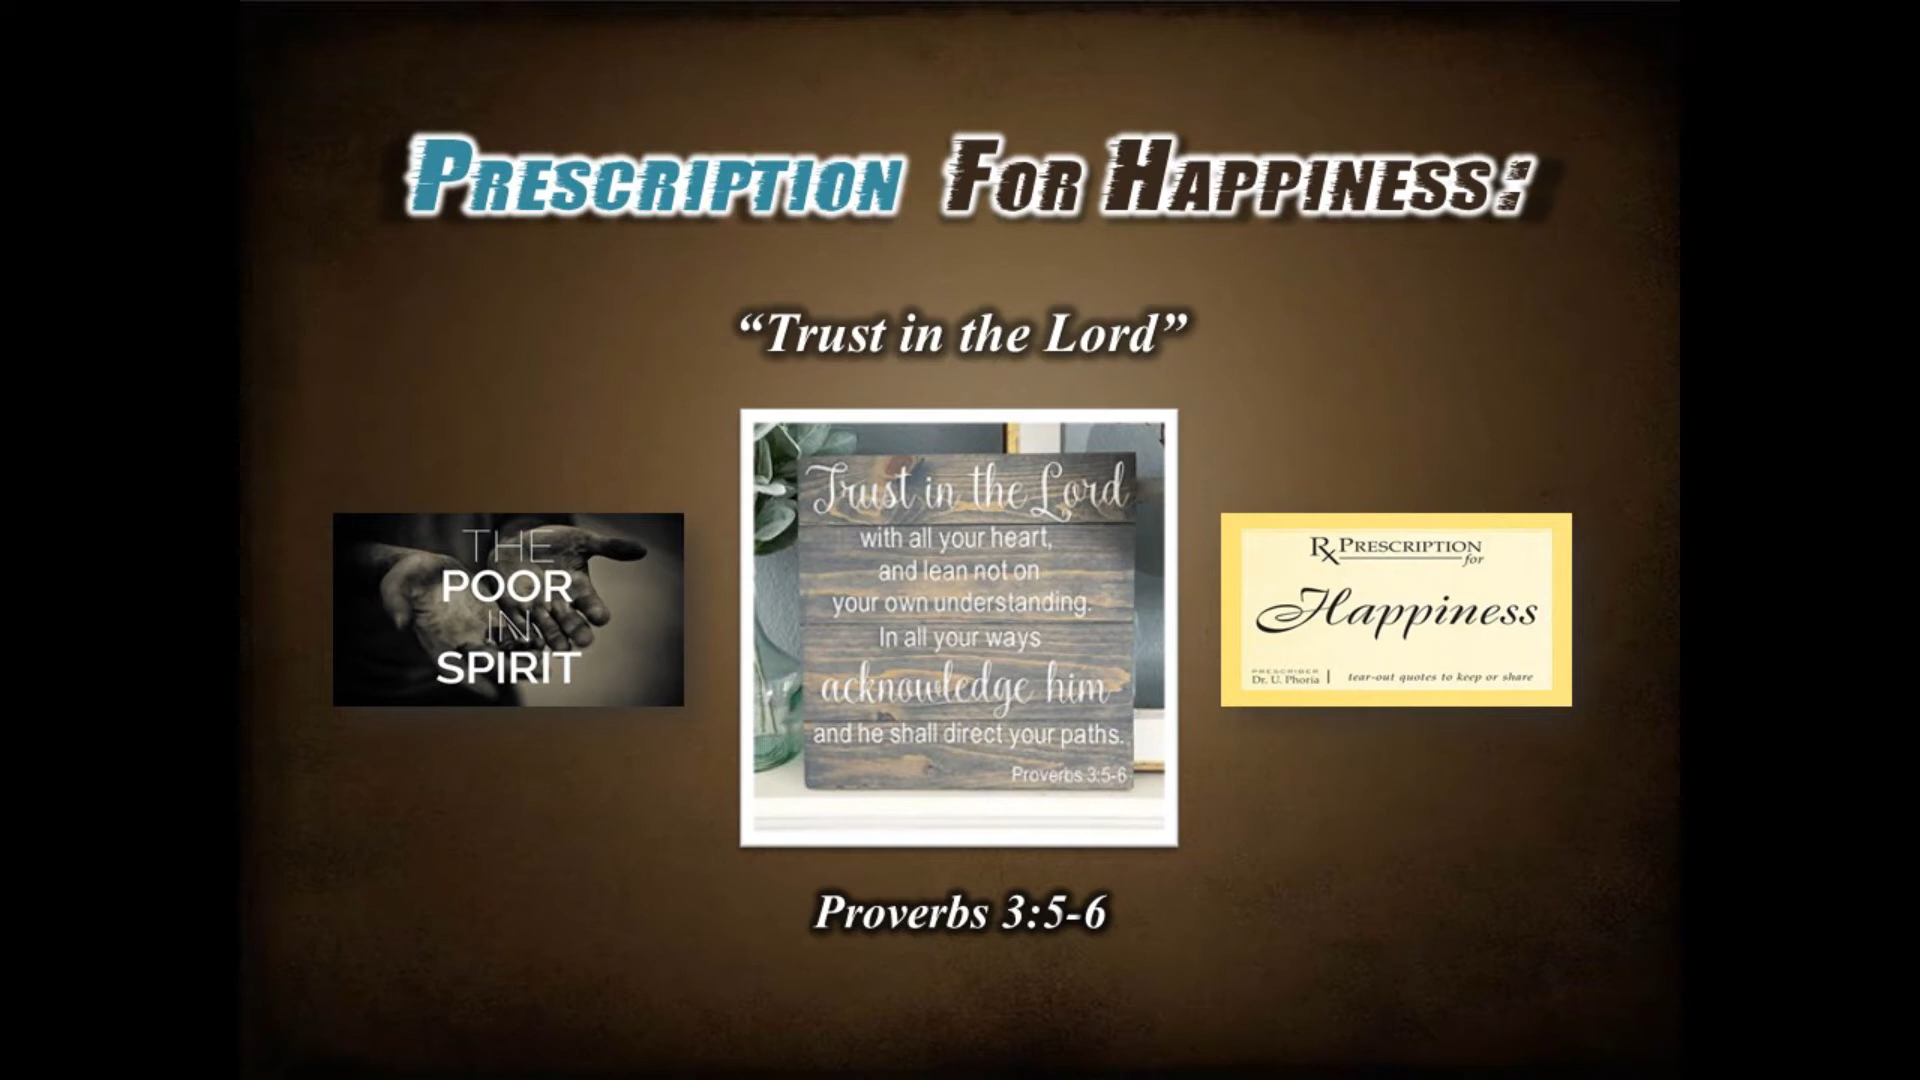 PRESCRIPTION FOR HAPPINESS:
“Trust in the Lord”
THE
POOR
IN
SPIRIT
Trust in the Lord
with all your heart,
and lean not on
your own understanding.
In all your ways
acknowledge him
and he shall direct your paths.
Proverbs 3:5-6
Rx PRESCRIPTION
for
Happiness
PRESCRIBER
Dr. U. Phoria
tear-out quotes to keep or share
Proverbs 3:5-6